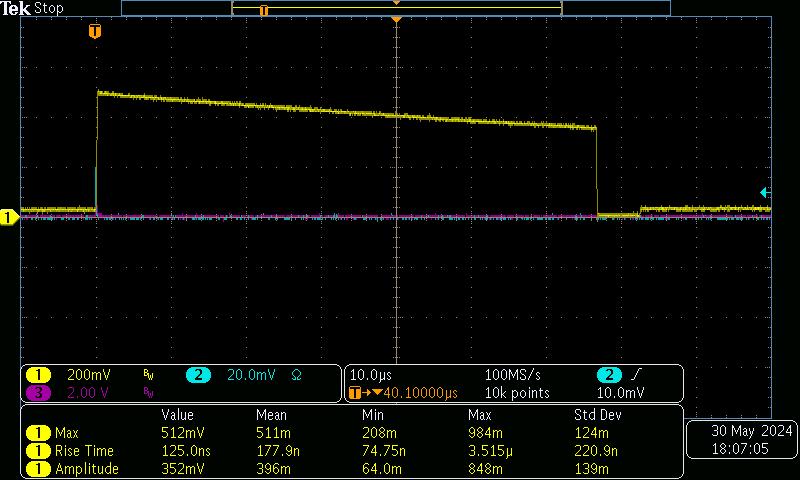 Tek Stop
T
T
1
1 200mV BW 2 20.0mV Ω
3 2.00 V BW
10.0µs 100MS/s 2
T 40.10000µs 10k points 10.0mV
Value Mean Min Max Std Dev
1 Max 512mV 511m 208m 984m 124m
1 Rise Time 125.0ns 177.9n 74.75n 3.515µ 220.9n
1 Amplitude 352mV 396m 64.0m 848m 139m
30 May 2024
18:07:05